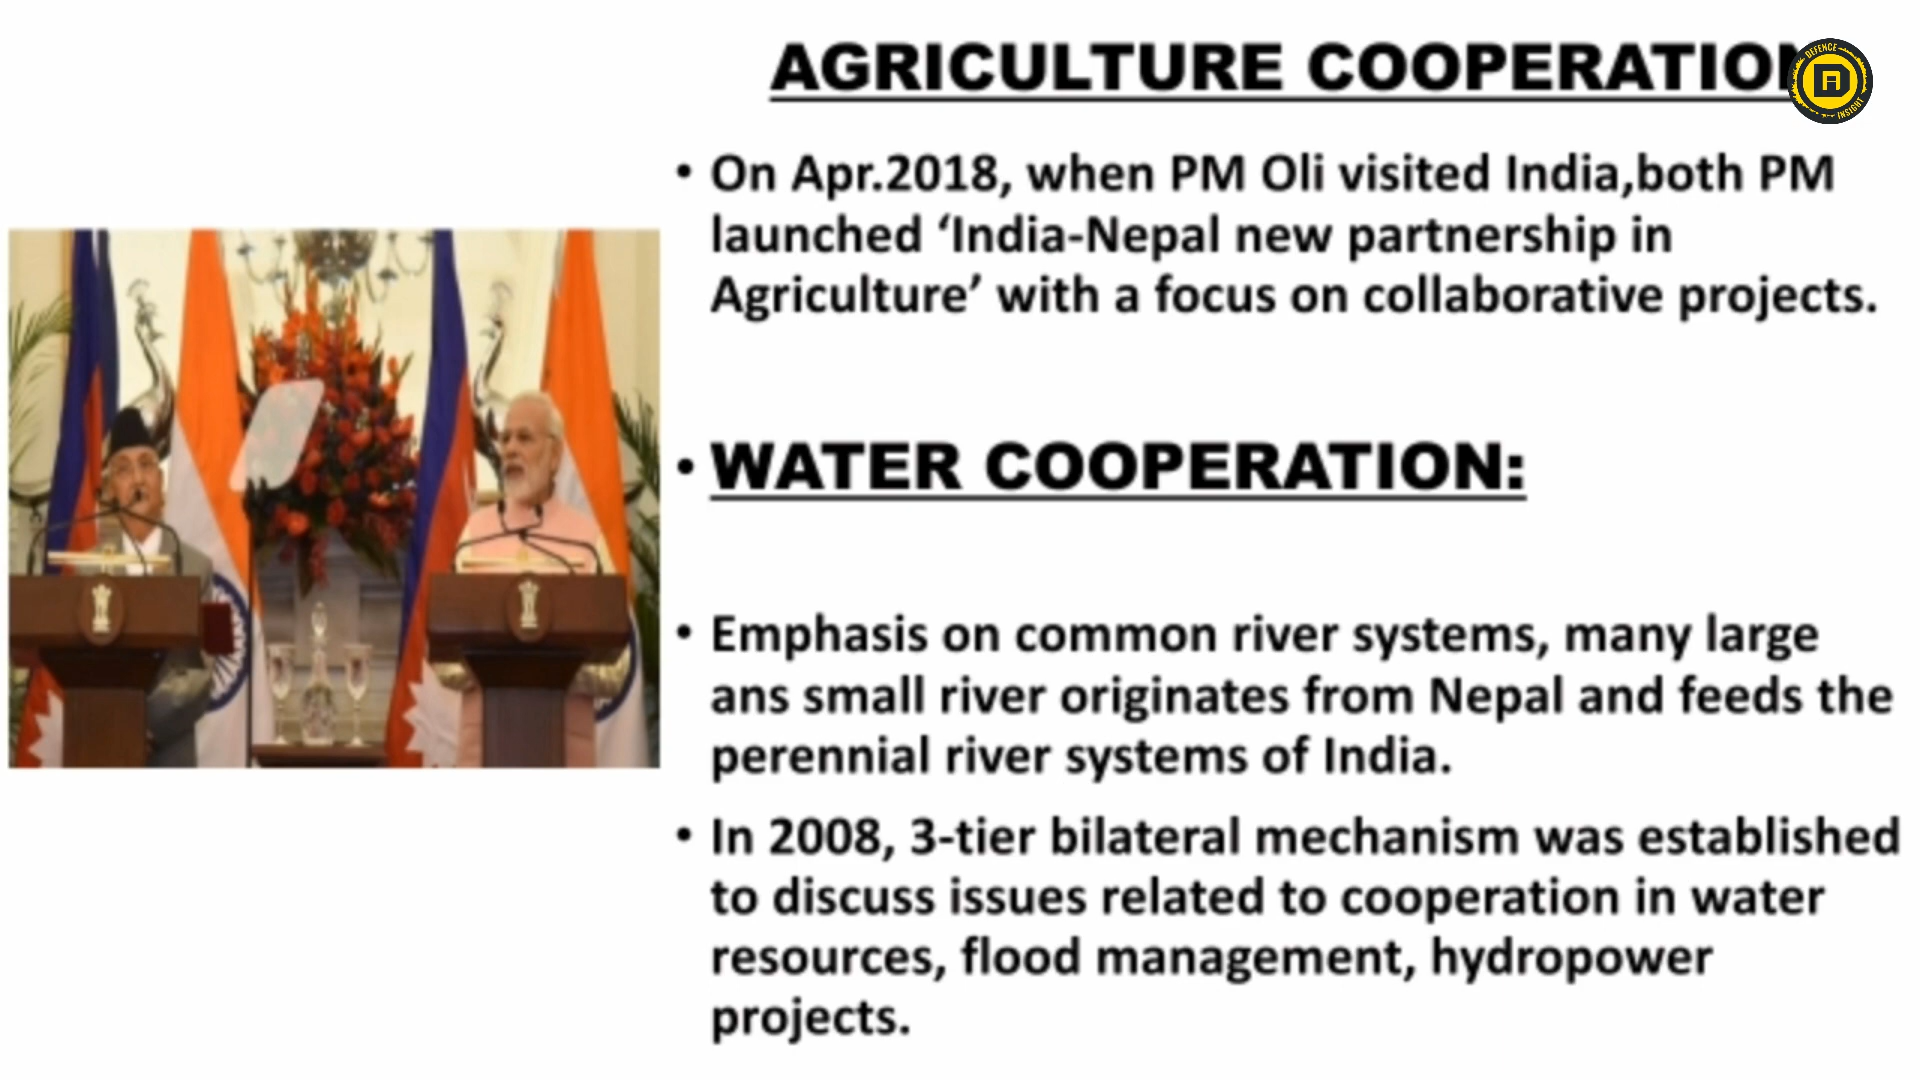 AGRICULTURE COOPERATION
DEFENCE
INSIGHT
• On Apr.2018, when PM Oli visited India,both PM
launched ‘India-Nepal new partnership in
Agriculture’ with a focus on collaborative projects.
• WATER COOPERATION:
• Emphasis on common river systems, many large
ans small river originates from Nepal and feeds the
perennial river systems of India.
• In 2008, 3-tier bilateral mechanism was established
to discuss issues related to cooperation in water
resources, flood management, hydropower
projects.